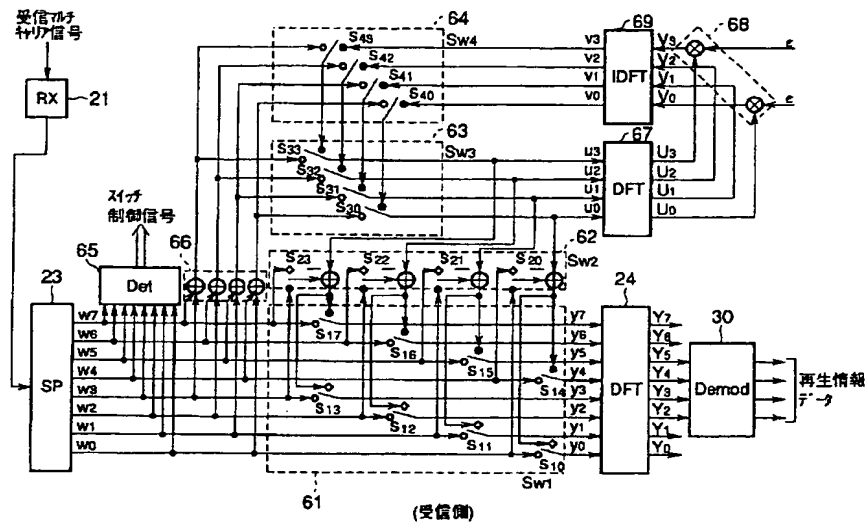 受信マルチ
キャリア信号
RX
21
64
S43
S42
S41
S40
SW4
V3
V2
V1
V0
69
IDFT
V3
V2
V1
V0
68
e
e
63
S33
S32
S31
S30
SW3
u3
u2
u1
u0
67
DFT
U3
U2
U1
U0
スイッチ
制御信号
65
Det
66
S23
S22
S21
S20
62
SW2
23
SP
W7
W6
W5
W4
W3
W2
W1
W0
S17
S16
S15
S14
S13
S12
S11
S10
SW1
61
y7
y6
y5
y4
y3
y2
y1
y0
24
DFT
Y7
Y6
Y5
Y4
Y3
Y2
Y1
Y0
30
Demod
再生情報
データ
(受信側)